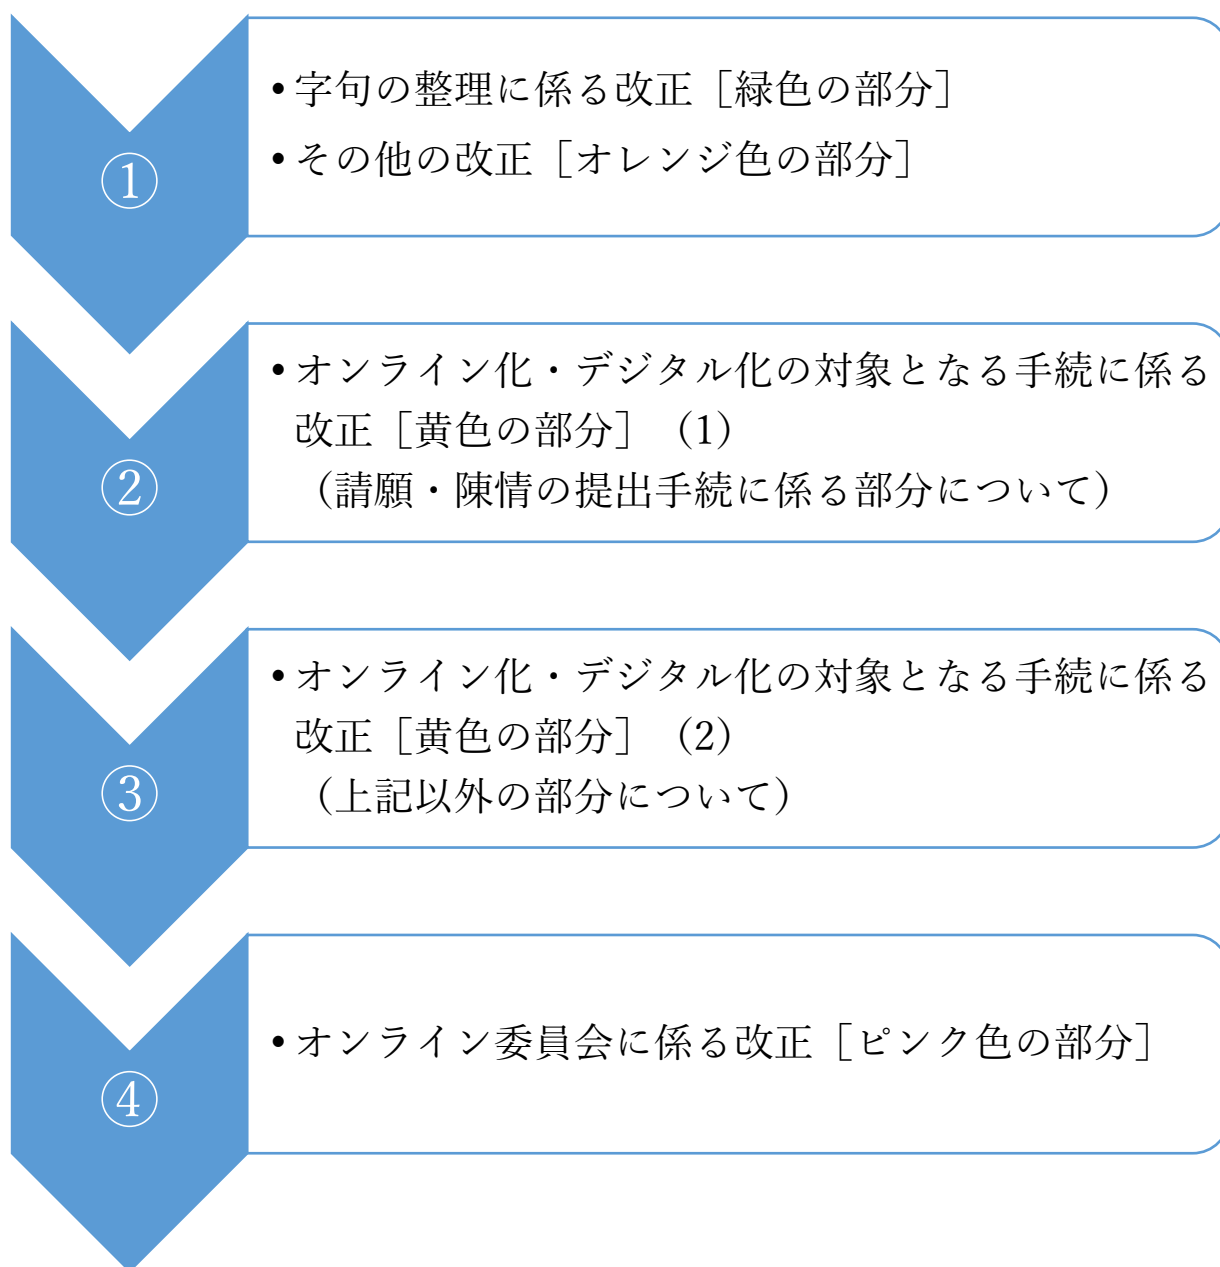 ①
•字句の整理に係る改正［緑色の部分］
•その他の改正［オレンジ色の部分］
②
•オンライン化・デジタル化の対象となる手続に係る
改正［黄色の部分］（1）
（請願・陳情の提出手続に係る部分について）
③
•オンライン化・デジタル化の対象となる手続に係る
改正［黄色の部分］（2）
（上記以外の部分について）
④
•オンライン委員会に係る改正［ピンク色の部分］